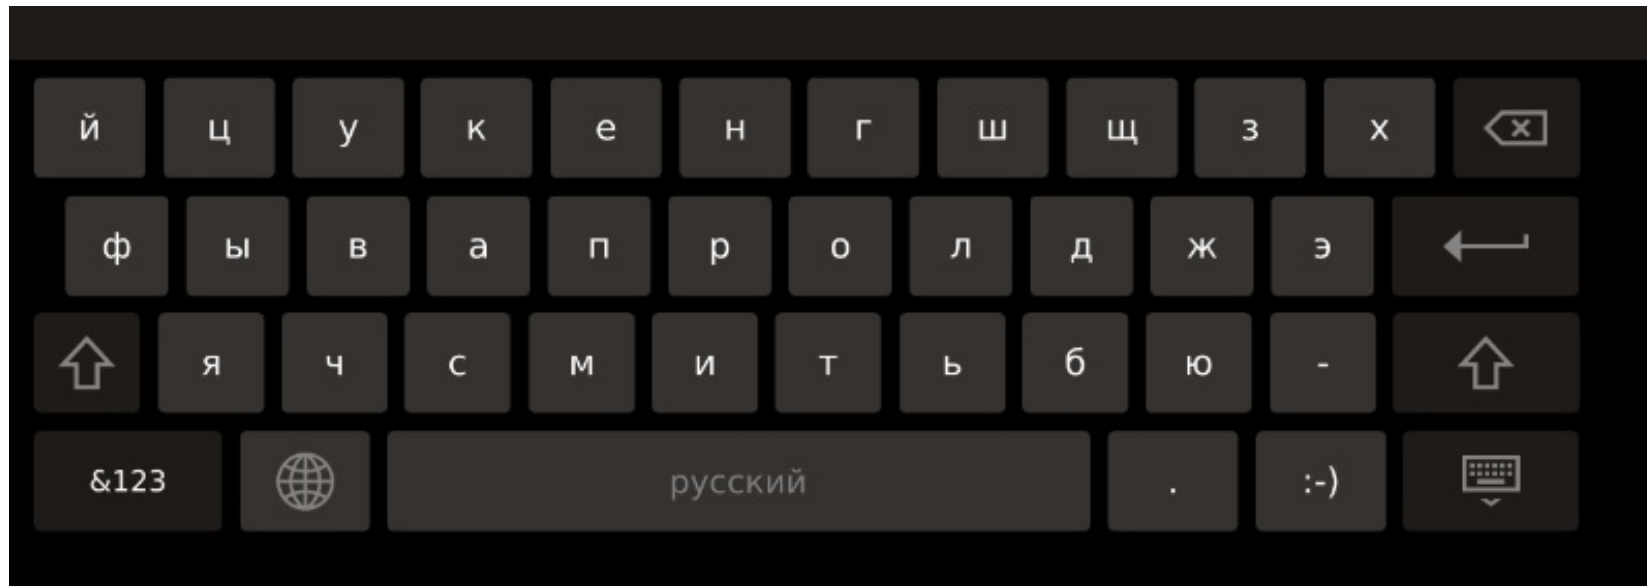 й ц у к е н г ш щ з х
ф ы в а п р о л д ж э
я ч с м и т ь б ю -
&123 русский . :-)